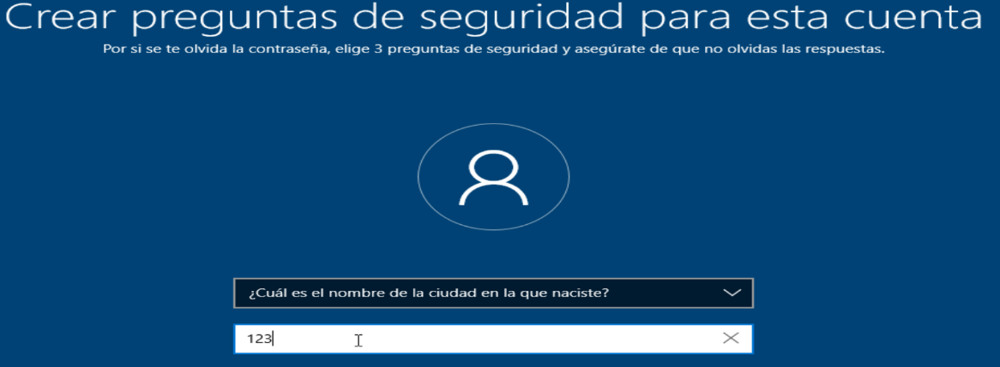 Crear preguntas de seguridad para esta cuenta
Por si se te olvida la contraseña, elige 3 preguntas de seguridad y asegúrate de que no olvidas las respuestas.
¿Cuál es el nombre de la ciudad en la que naciste?
123